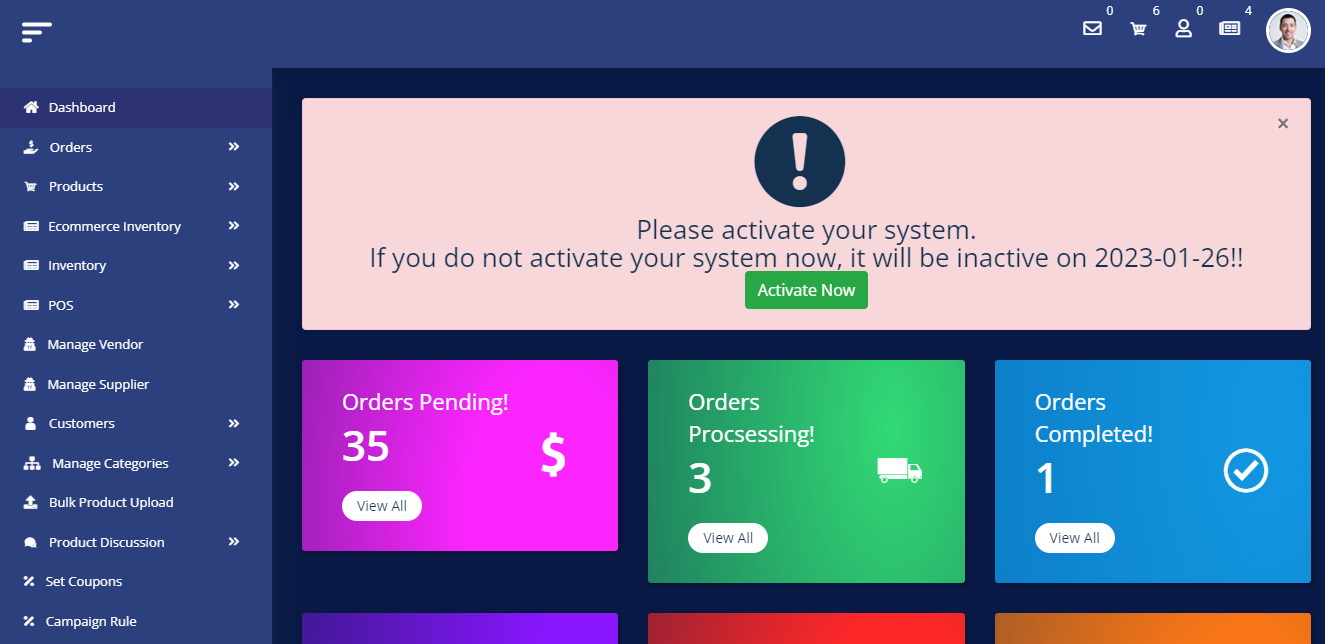 0
6
0
4
Dashboard
Orders
Products
Ecommerce Inventory
Inventory
POS
Manage Vendor
Manage Supplier
Customers
Manage Categories
Bulk Product Upload
Product Discussion
Set Coupons
Campaign Rule
×
Please activate your system.
If you do not activate your system now, it will be inactive on 2023-01-26!!
Activate Now
Orders Pending!
35
View All
Orders
Procsessing!
3
View All
Orders
Completed!
1
View All